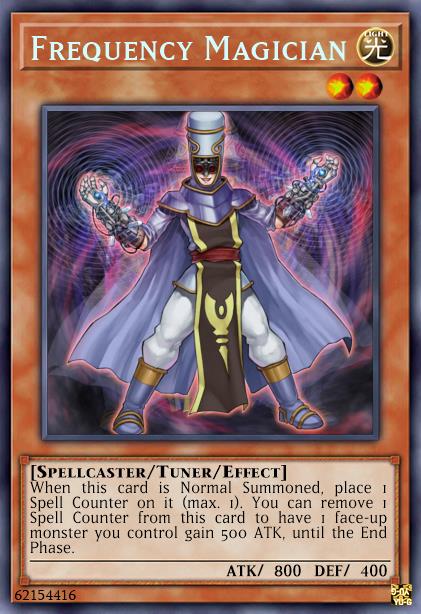 FREQUENCY MAGICIAN
LIGHT
光
[SPELLCASTER/TUNER/EFFECT]
When this card is Normal Summoned, place 1
Spell Counter on it (max. 1). You can remove 1
Spell Counter from this card to have 1 face-up
monster you control gain 500 ATK, until the End
Phase.
ATK/ 800 DEF/ 400
62154416